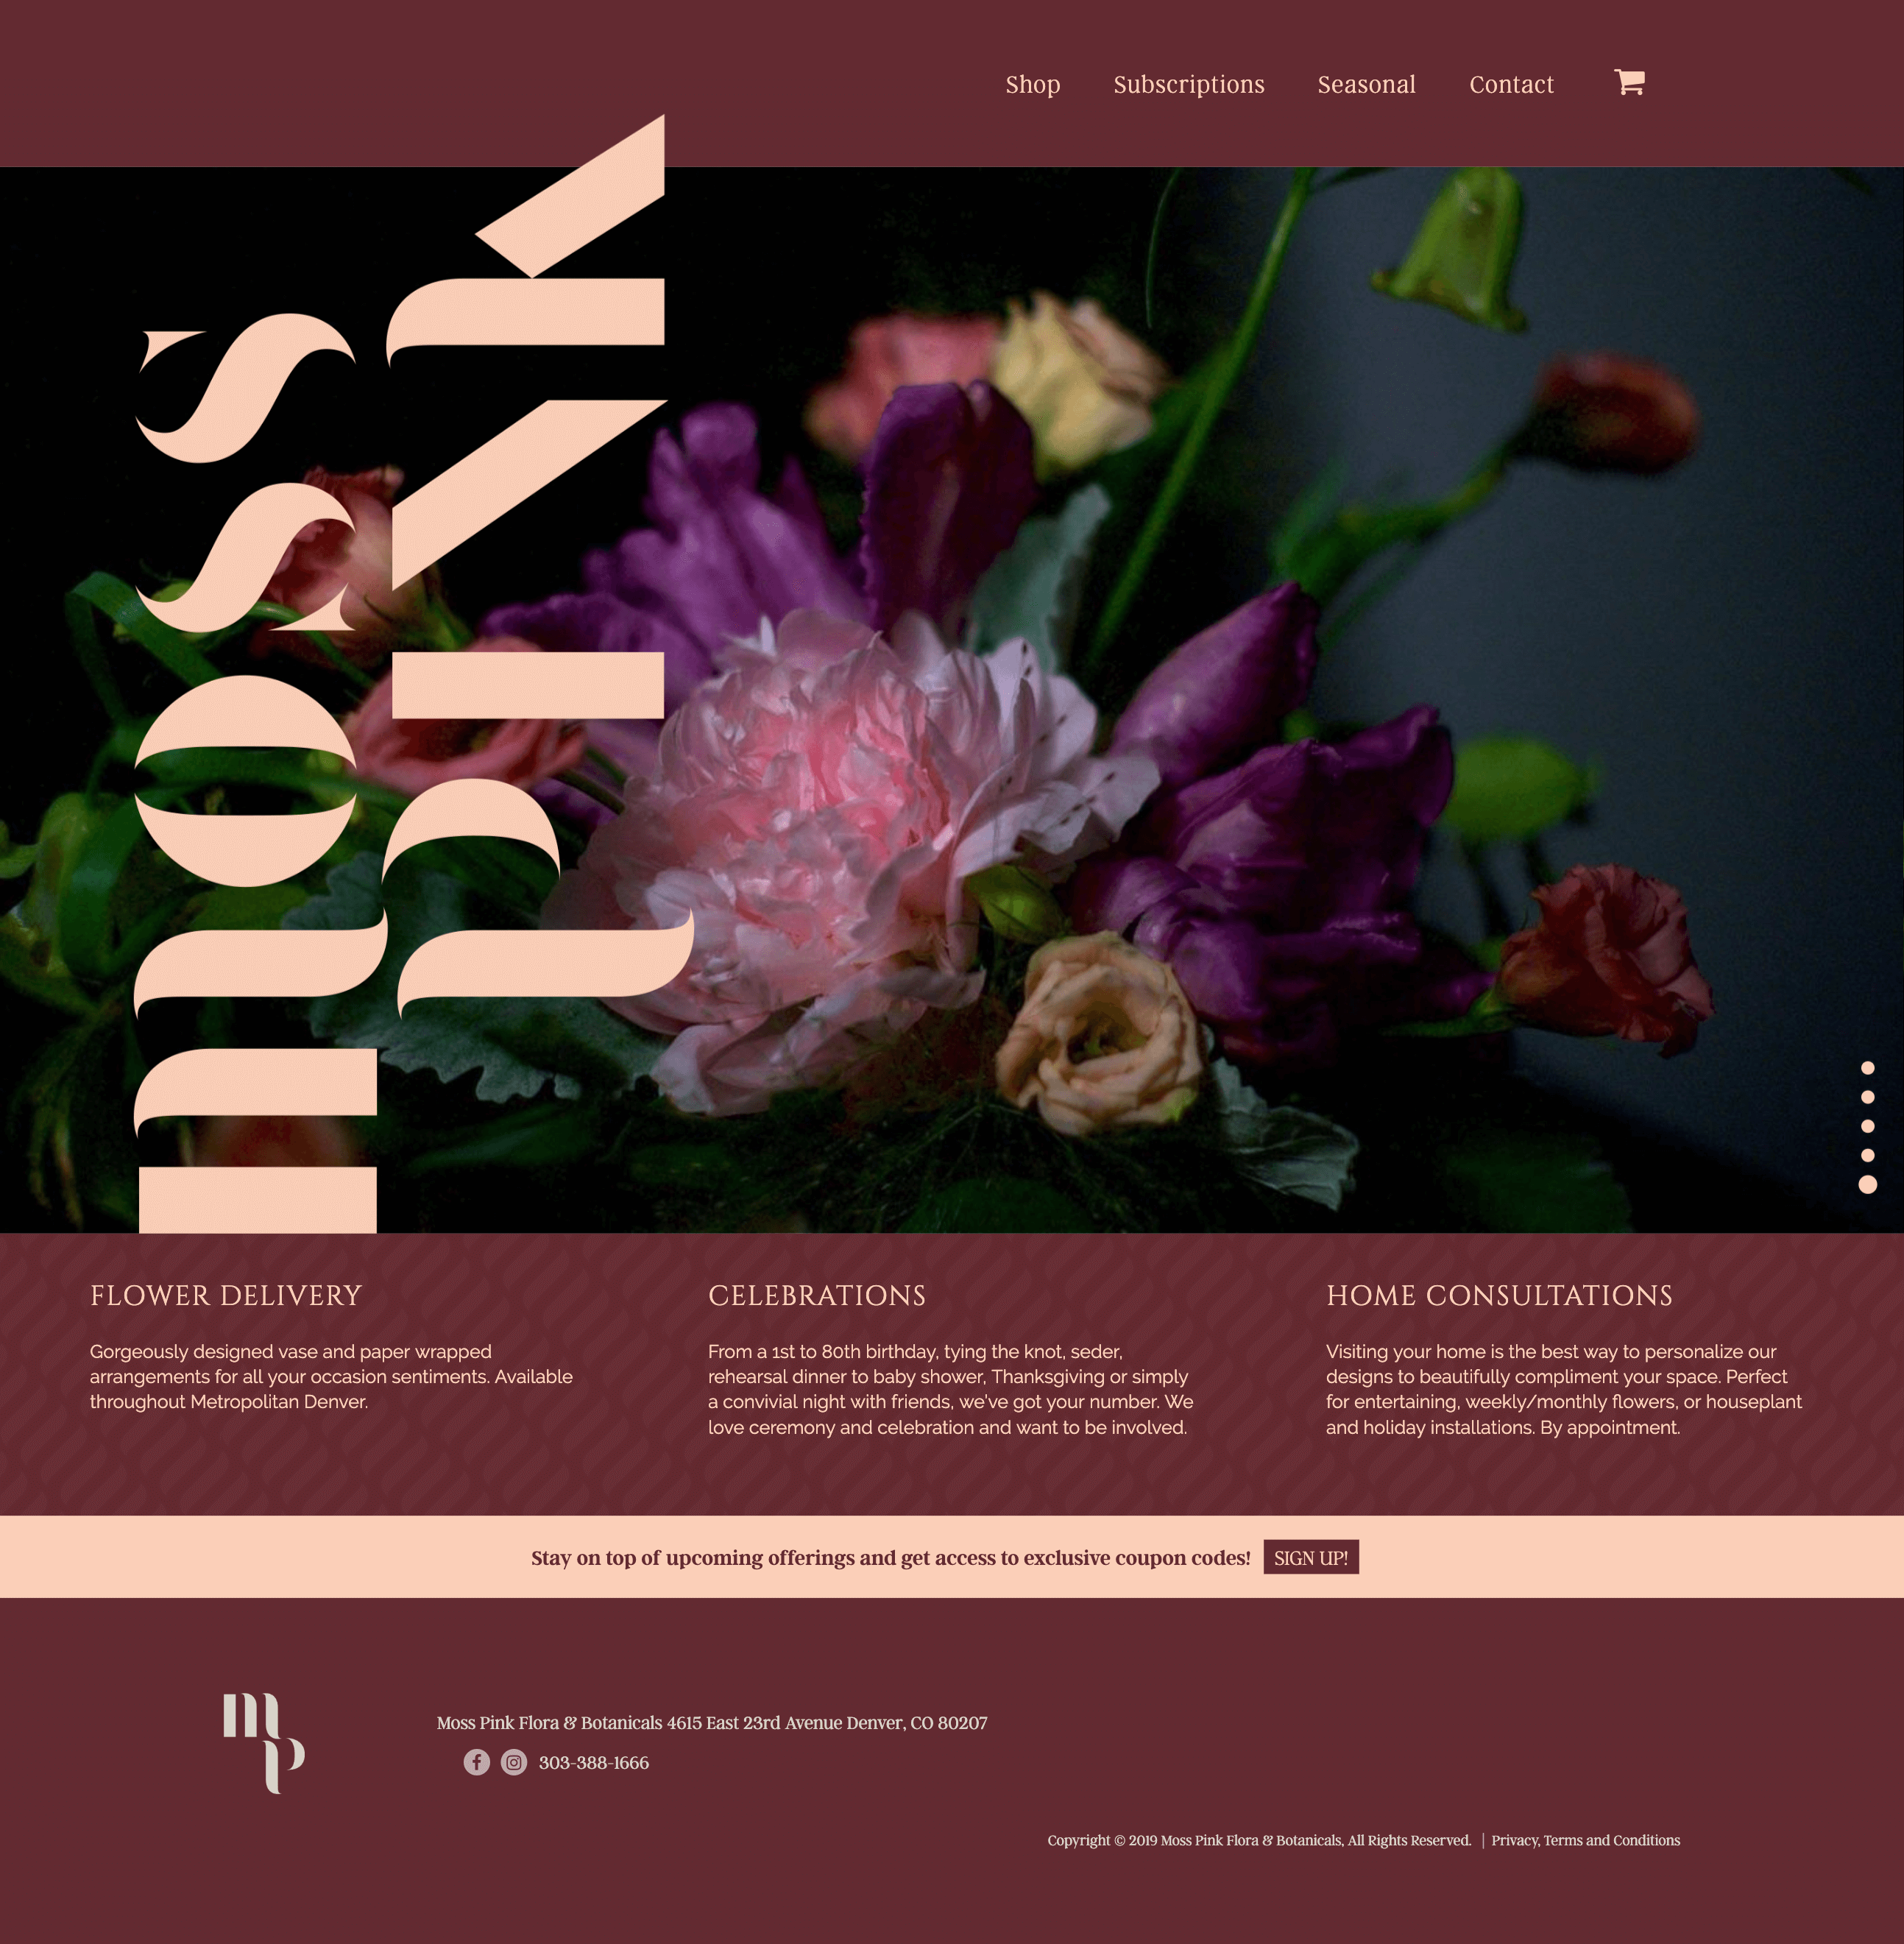 Shop Subscriptions Seasonal Contact
moss
pink
FLOWER DELIVERY
Gorgeously designed vase and paper wrapped
arrangements for all your occasion sentiments. Available
throughout Metropolitan Denver.
CELEBRATIONS
From a 1st to 80th birthday, tying the knot, seder,
rehearsal dinner to baby shower, Thanksgiving or simply
a convivial night with friends, we've got your number. We
love ceremony and celebration and want to be involved.
HOME CONSULTATIONS
Visiting your home is the best way to personalize our
designs to beautifully compliment your space. Perfect
for entertaining, weekly/monthly flowers, or houseplant
and holiday installations. By appointment.
Stay on top of upcoming offerings and get access to exclusive coupon codes! SIGN UP!
mp
Moss Pink Flora & Botanicals 4615 East 23rd Avenue Denver, CO 80207
303-388-1666
Copyright © 2019 Moss Pink Flora & Botanicals, All Rights Reserved. | Privacy, Terms and Conditions